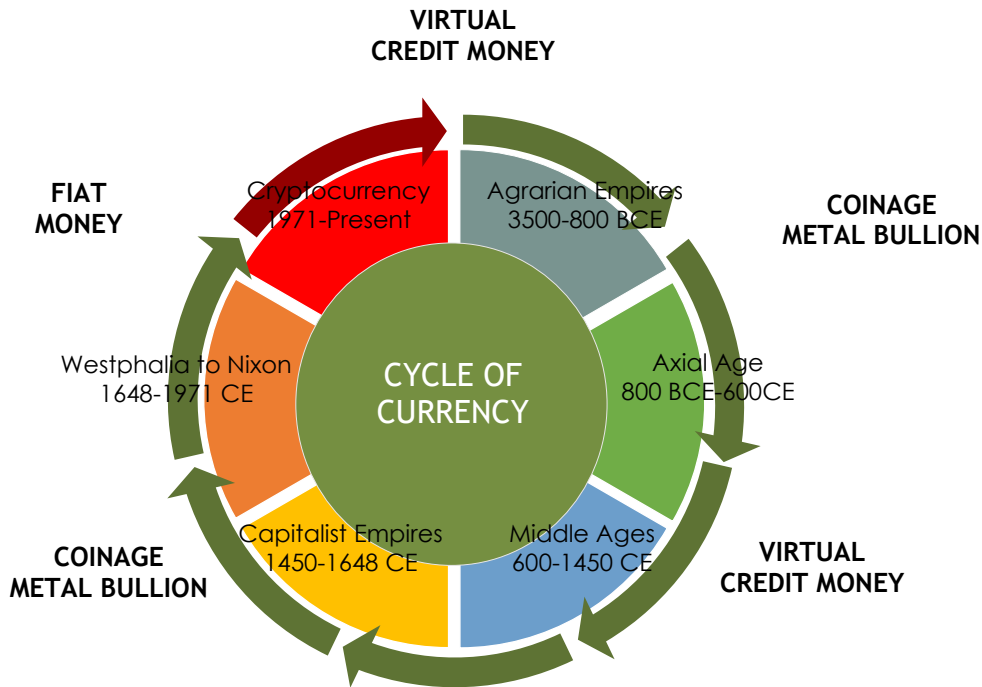 VIRTUAL
CREDIT MONEY
Cryptocurrency
1971-Present
Agrarian Empires
3500-800 BCE
FIAT
MONEY
COINAGE
METAL BULLION
Westphalia to Nixon
1648-1971 CE
CYCLE OF
CURRENCY
Axial Age
800 BCE-600CE
Capitalist Empires
1450-1648 CE
Middle Ages
600-1450 CE
COINAGE
METAL BULLION
VIRTUAL
CREDIT MONEY